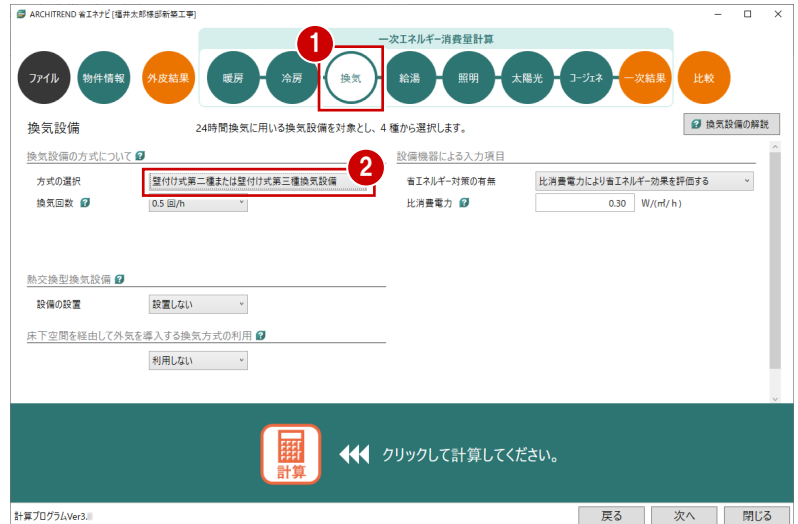 ARCHITREND 省エネナビ [福井太郎様邸新築工事]
一次エネルギー消費量計算
1
ファイル 物件情報 外皮結果 暖房 冷房 換気 給湯 照明 太陽光 コージェネ 一次結果 比較
換気設備 24時間換気に用いる換気設備を対象とし、4 種から選択します。 ? 換気設備の解説
換気設備の方式について ? 2 設備機器による入力項目
方式の選択 壁付け式第二種または壁付け式第三種換気設備 省エネルギー対策の有無 比消費電力により省エネルギー効果を評価する
換気回数 ? 0.5 回/h 比消費電力 ? 0.30 W/(㎥/ h )
熱交換型換気設備 ?
設備の設置 設置しない
床下空間を経由して外気を導入する換気方式の利用 ?
利用しない
計算 クリックして計算してください。
計算プログラムVer3. 戻る 次へ 閉じる